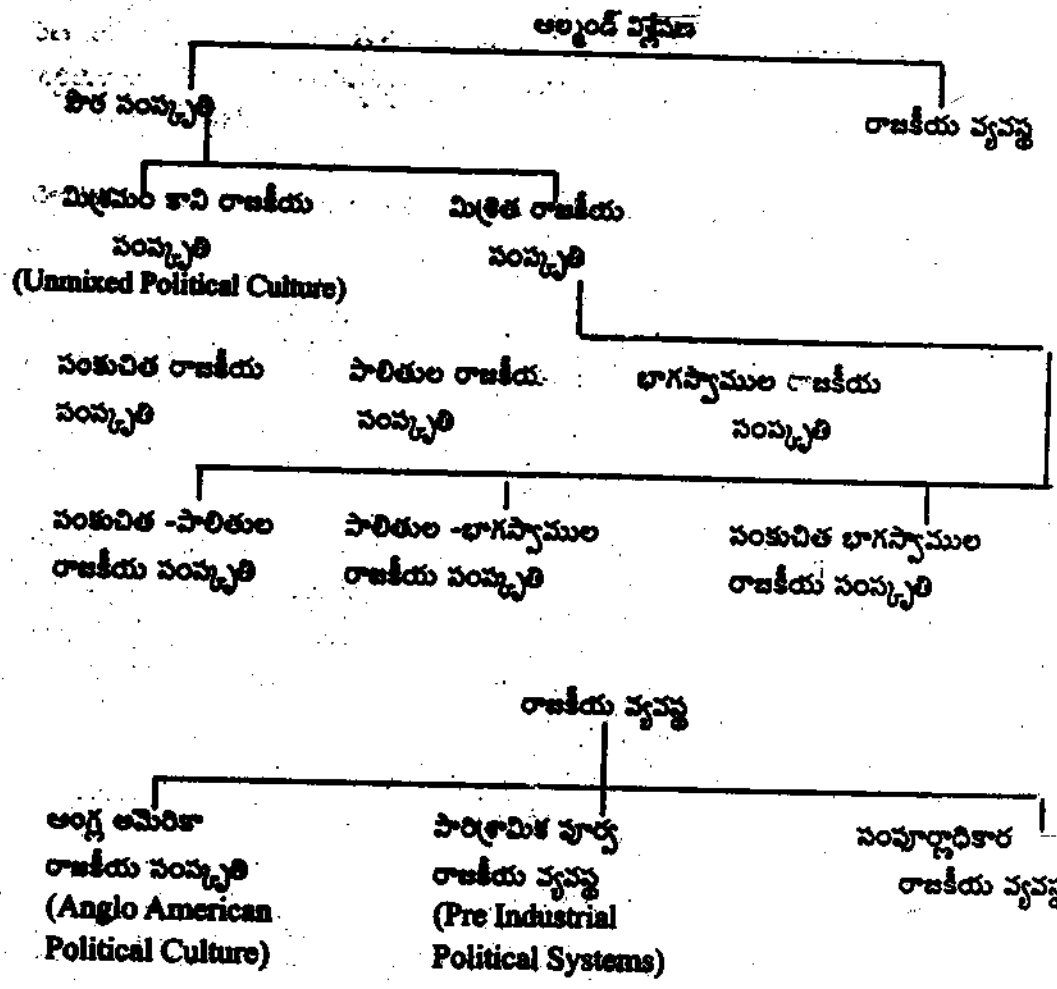 ఆల్మండ్ విశ్లేషణ
పౌర సంస్కృతి
రాజకీయ వ్యవస్థ
మిశ్రమం కాని రాజకీయ
సంస్కృతి
(Unmixed Political Culture)
మిశ్రిత రాజకీయ
సంస్కృతి
సంకుచిత రాజకీయ
సంస్కృతి
పాలితుల రాజకీయ
సంస్కృతి
భాగస్వాముల రాజకీయ
సంస్కృతి
సంకుచిత -పాలితుల
రాజకీయ సంస్కృతి
పాలితుల -భాగస్వాముల
రాజకీయ సంస్కృతి
సంకుచిత భాగస్వాముల
రాజకీయ సంస్కృతి
రాజకీయ వ్యవస్థ
ఆంగ్ల అమెరికా
రాజకీయ సంస్కృతి
(Anglo American
Political Culture)
పారిశ్రామిక పూర్వ
రాజకీయ వ్యవస్థ
(Pre Industrial
Political Systems)
సంపూర్ణాధికార
రాజకీయ వ్యవస్థ